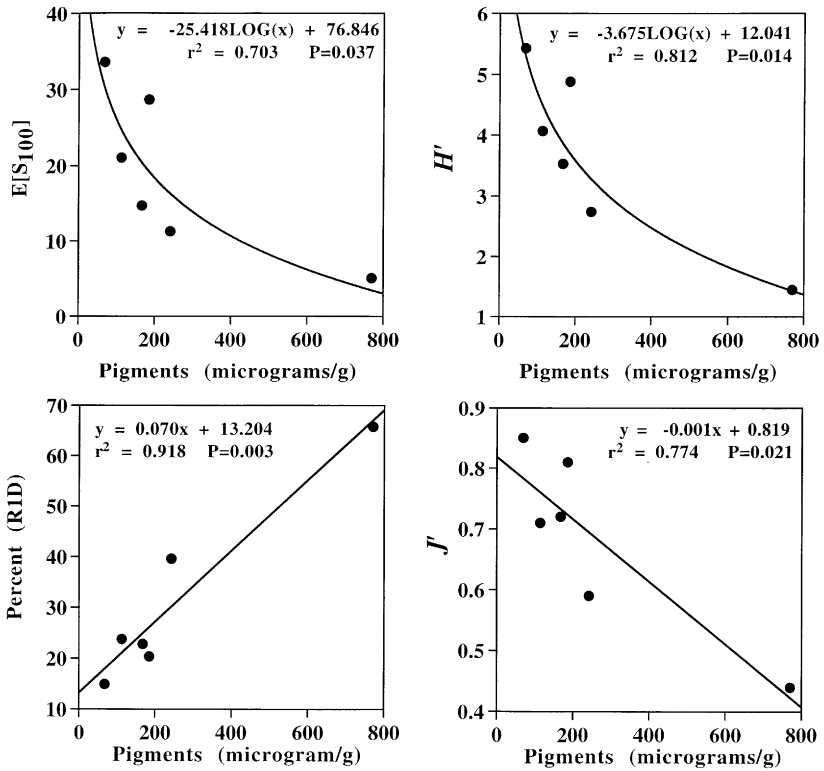 y = -25.418LOG(x) + 76.846
r² = 0.703 P=0.037
E[S100]
40
30
20
10
0
0 200 400 600 800
Pigments (micrograms/g)
y = -3.675LOG(x) + 12.041
r² = 0.812 P=0.014
H'
6
5
4
3
2
1
0 200 400 600 800
Pigments (micrograms/g)
y = 0.070x + 13.204
r² = 0.918 P=0.003
Percent (R1D)
70
60
50
40
30
20
10
0 200 400 600 800
Pigments (microgram/g)
y = -0.001x + 0.819
r² = 0.774 P=0.021
J'
0.9
0.8
0.7
0.6
0.5
0.4
0 200 400 600 800
Pigments (micrograms/g)